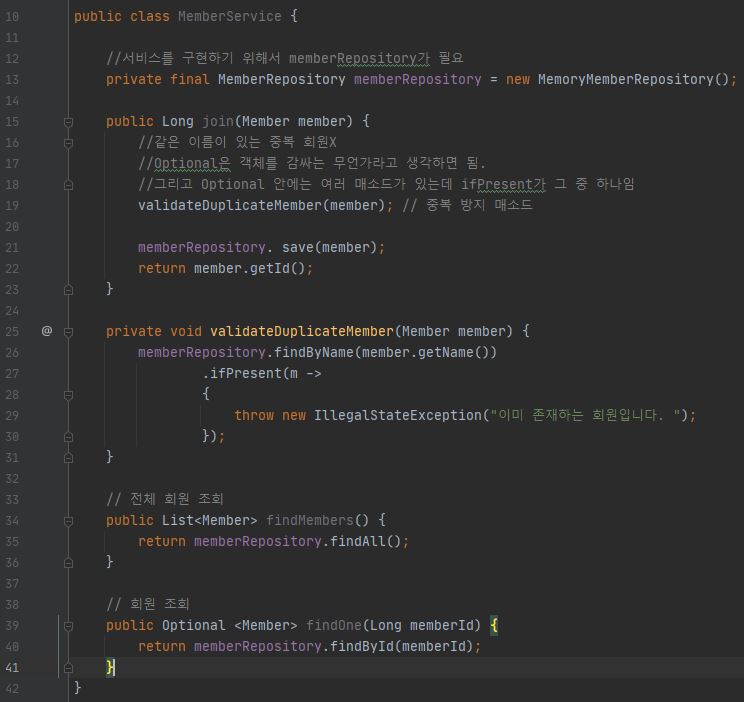 10 public class MemberService {
11
12     //서비스를 구현하기 위해서 memberRepository가 필요
13     private final MemberRepository memberRepository = new MemoryMemberRepository();
14
15     public Long join(Member member) {
16         //같은 이름이 있는 중복 회원X
17         //Optional은 객체를 감싸는 무언가라고 생각하면 됨.
18         //그리고 Optional 안에는 여러 매소드가 있는데 ifPresent가 그 중 하나임
19         validateDuplicateMember(member); // 중복 방지 매소드
20
21         memberRepository. save(member);
22         return member.getId();
23     }
24
25 @   private void validateDuplicateMember(Member member) {
26         memberRepository.findByName(member.getName())
27                 .ifPresent(m ->
28                 {
29                     throw new IllegalStateException("이미 존재하는 회원입니다. ");
30                 });
31     }
32
33     // 전체 회원 조회
34     public List<Member> findMembers() {
35         return memberRepository.findAll();
36     }
37
38     // 회원 조회
39     public Optional <Member> findOne(Long memberId) {
40         return memberRepository.findById(memberId);
41     }
42 }